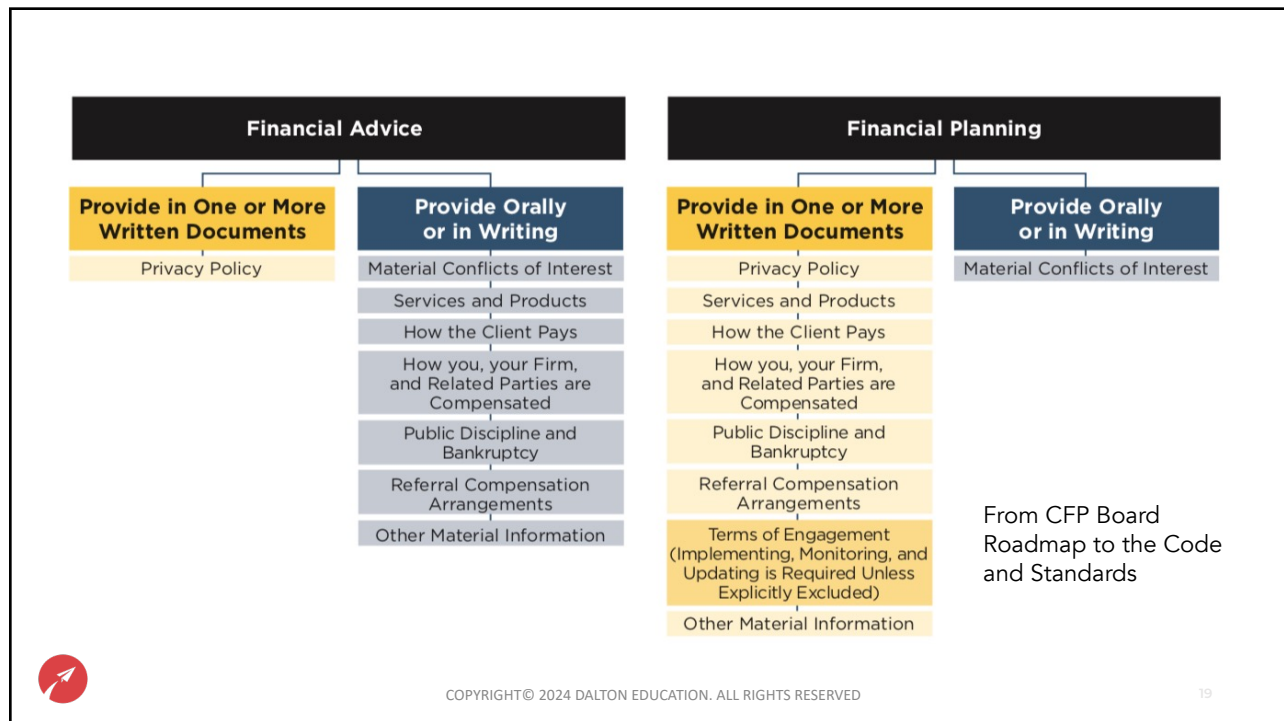 Financial Advice
Provide in One or More
Written Documents
Privacy Policy
Provide Orally
or in Writing
Material Conflicts of Interest
Services and Products
How the Client Pays
How you, your Firm,
and Related Parties are
Compensated
Public Discipline and
Bankruptcy
Referral Compensation
Arrangements
Other Material Information
Financial Planning
Provide in One or More
Written Documents
Privacy Policy
Services and Products
How the Client Pays
How you, your Firm,
and Related Parties are
Compensated
Public Discipline and
Bankruptcy
Referral Compensation
Arrangements
Terms of Engagement
(Implementing, Monitoring, and
Updating is Required Unless
Explicitly Excluded)
Other Material Information
Provide Orally
or in Writing
Material Conflicts of Interest
From CFP Board
Roadmap to the Code
and Standards
COPYRIGHT© 2024 DALTON EDUCATION. ALL RIGHTS RESERVED
19